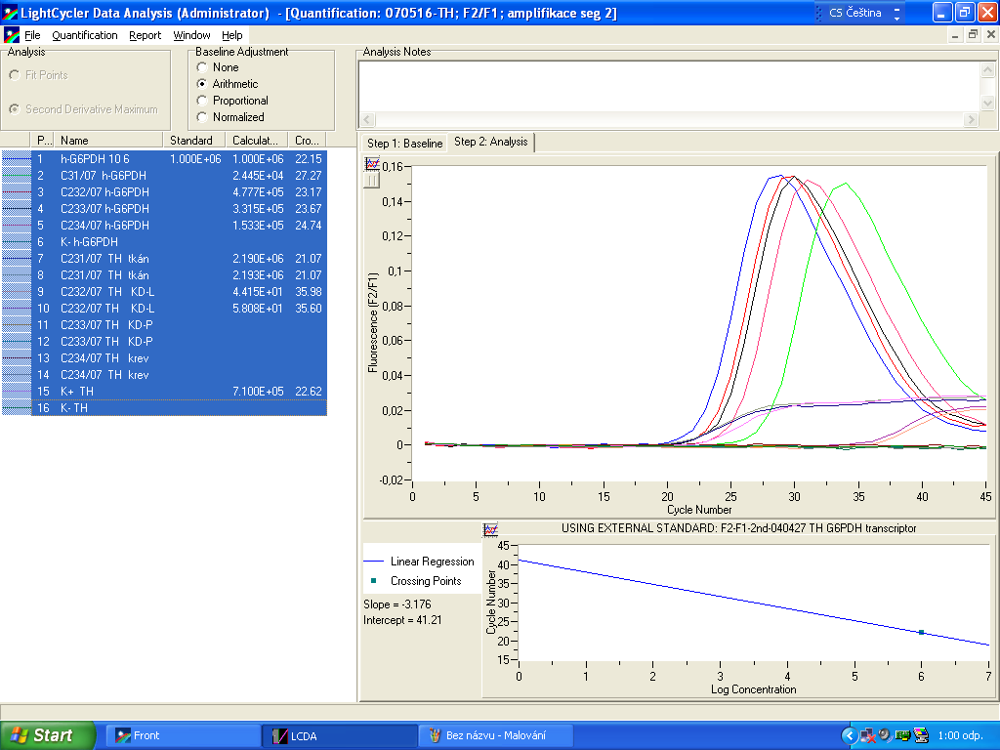 LightCycler Data Analysis (Administrator) - [Quantification: 070516-TH; F2/F1; amplifikace seg 2]
CS Čeština
File Quantification Report Window Help
Analysis
Fit Points
Second Derivative Maximum
Baseline Adjustment
None
Arithmetic
Proportional
Normalized
Analysis Notes
P... Name Standard Calculat... Cro...
1 h-G6PDH 10 6 1.000E+06 1.000E+06 22.15
2 C31/07 h-G6PDH 2.445E+04 27.27
3 C232/07 h-G6PDH 4.777E+05 23.17
4 C233/07 h-G6PDH 3.315E+05 23.67
5 C234/07 h-G6PDH 1.533E+05 24.74
6 K- h-G6PDH
7 C231/07 TH tkán 2.190E+06 21.07
8 C231/07 TH tkán 2.193E+06 21.07
9 C232/07 TH KD-L 4.415E+01 35.98
10 C232/07 TH KD-L 5.808E+01 35.60
11 C233/07 TH KD-P
12 C233/07 TH KD-P
13 C234/07 TH krev
14 C234/07 TH krev
15 K+ TH 7.100E+05 22.62
16 K- TH
Step 1: Baseline Step 2: Analysis
0,16
0,14
0,12
0,1
0,08
0,06
0,04
0,02
0
-0,02
Fluorescence (F2/F1)
0 5 10 15 20 25 30 35 40 45
Cycle Number
USING EXTERNAL STANDARD: F2-F1-2nd-040427 TH G6PDH transcriptor
Linear Regression
Crossing Points
Slope = -3.176
Intercept = 41.21
45
40
35
30
25
20
15
Cycle Number
0 1 2 3 4 5 6 7
Log Concentration
Start Front LCDA Bez názvu - Malování 1:00 odp.